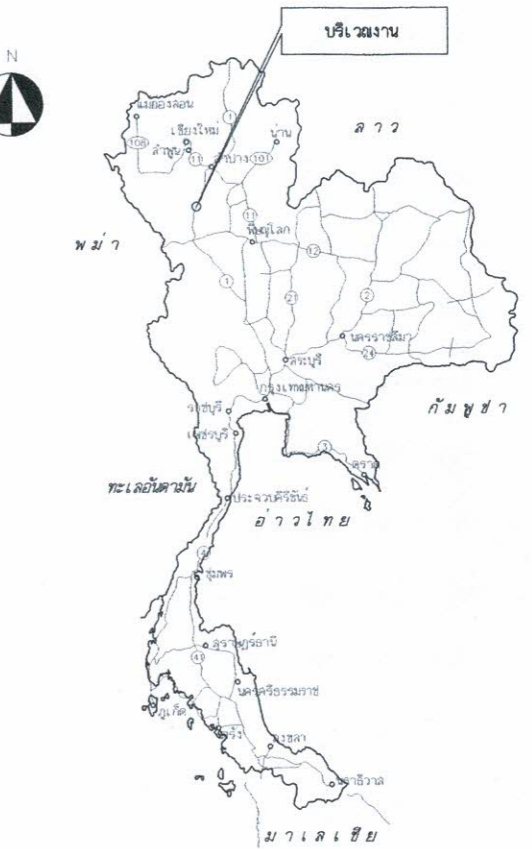 บริเวณงาน
N
แม่ฮ่องสอน
1
ลาว
เชียงใหม่
น่าน
108
ลำพูน
11
ลำปาง
101
11
พม่า
พิษณุโลก
12
1
21
2
นครราชสีมา
24
สระบุรี
กรุงเทพมหานคร
ราชบุรี
กัมพูชา
เพชรบุรี
3
ตราด
ทะเลอันดามัน
ประจวบคีรีขันธ์
อ่าวไทย
ชุมพร
สุราษฎร์ธานี
41
นครศรีธรรมราช
ภูเก็ต
ตรัง
สงขลา
นราธิวาส
มาเลเซีย